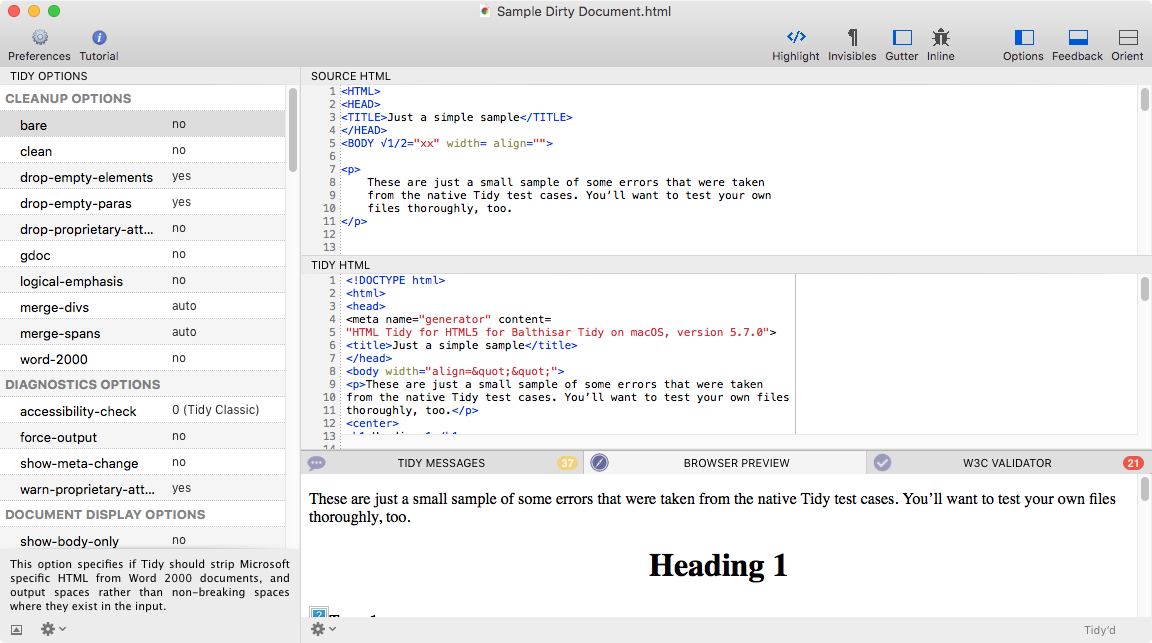 Sample Dirty Document.html
Preferences Tutorial Highlight Invisibles Gutter Inline Options Feedback Orient
TIDY OPTIONS
CLEANUP OPTIONS
bare no
clean no
drop-empty-elements yes
drop-empty-paras yes
drop-proprietary-att... no
gdoc no
logical-emphasis no
merge-divs auto
merge-spans auto
word-2000 no
DIAGNOSTICS OPTIONS
accessibility-check 0 (Tidy Classic)
force-output no
show-meta-change no
warn-proprietary-att... yes
DOCUMENT DISPLAY OPTIONS
show-body-only no
This option specifies if Tidy should strip Microsoft
specific HTML from Word 2000 documents, and
output spaces rather than non-breaking spaces
where they exist in the input.
SOURCE HTML
1 <HTML>
2 <HEAD>
3 <TITLE>Just a simple sample</TITLE>
4 </HEAD>
5 <BODY √1/2="xx" width= align="">
6
7 <p>
8 These are just a small sample of some errors that were taken
9 from the native Tidy test cases. You’ll want to test your own
10 files thoroughly, too.
11 </p>
12
13
TIDY HTML
1 <!DOCTYPE html>
2 <html>
3 <head>
4 <meta name="generator" content=
5 "HTML Tidy for HTML5 for Balthisar Tidy on macOS, version 5.7.0">
6 <title>Just a simple sample</title>
7 </head>
8 <body width="align=&quot;&quot;">
9 <p>These are just a small sample of some errors that were taken
10 from the native Tidy test cases. You’ll want to test your own files
11 thoroughly, too.</p>
12 <center>
13
14
TIDY MESSAGES 37 BROWSER PREVIEW W3C VALIDATOR 21
These are just a small sample of some errors that were taken from the native Tidy test cases. You’ll want to test your own files
thoroughly, too.
Heading 1
?
Tidy’d